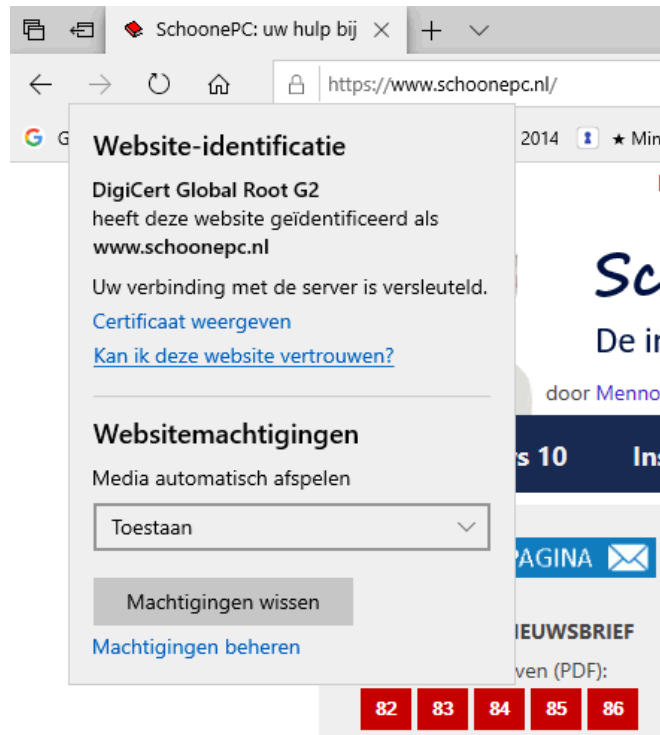 SchoonePC: uw hulp bij
https://www.schoonepc.nl/
G
2014
★ Min
Website-identificatie
DigiCert Global Root G2
heeft deze website geïdentificeerd als
www.schoonepc.nl
Uw verbinding met de server is versleuteld.
Certificaat weergeven
Kan ik deze website vertrouwen?
Websitemachtigingen
Media automatisch afspelen
Toestaan
Machtigingen wissen
Machtigingen beheren
Sc
De i
door Menno
s 10
Ins
PAGINA
IEUWSBRIEF
ven (PDF):
82 83 84 85 86